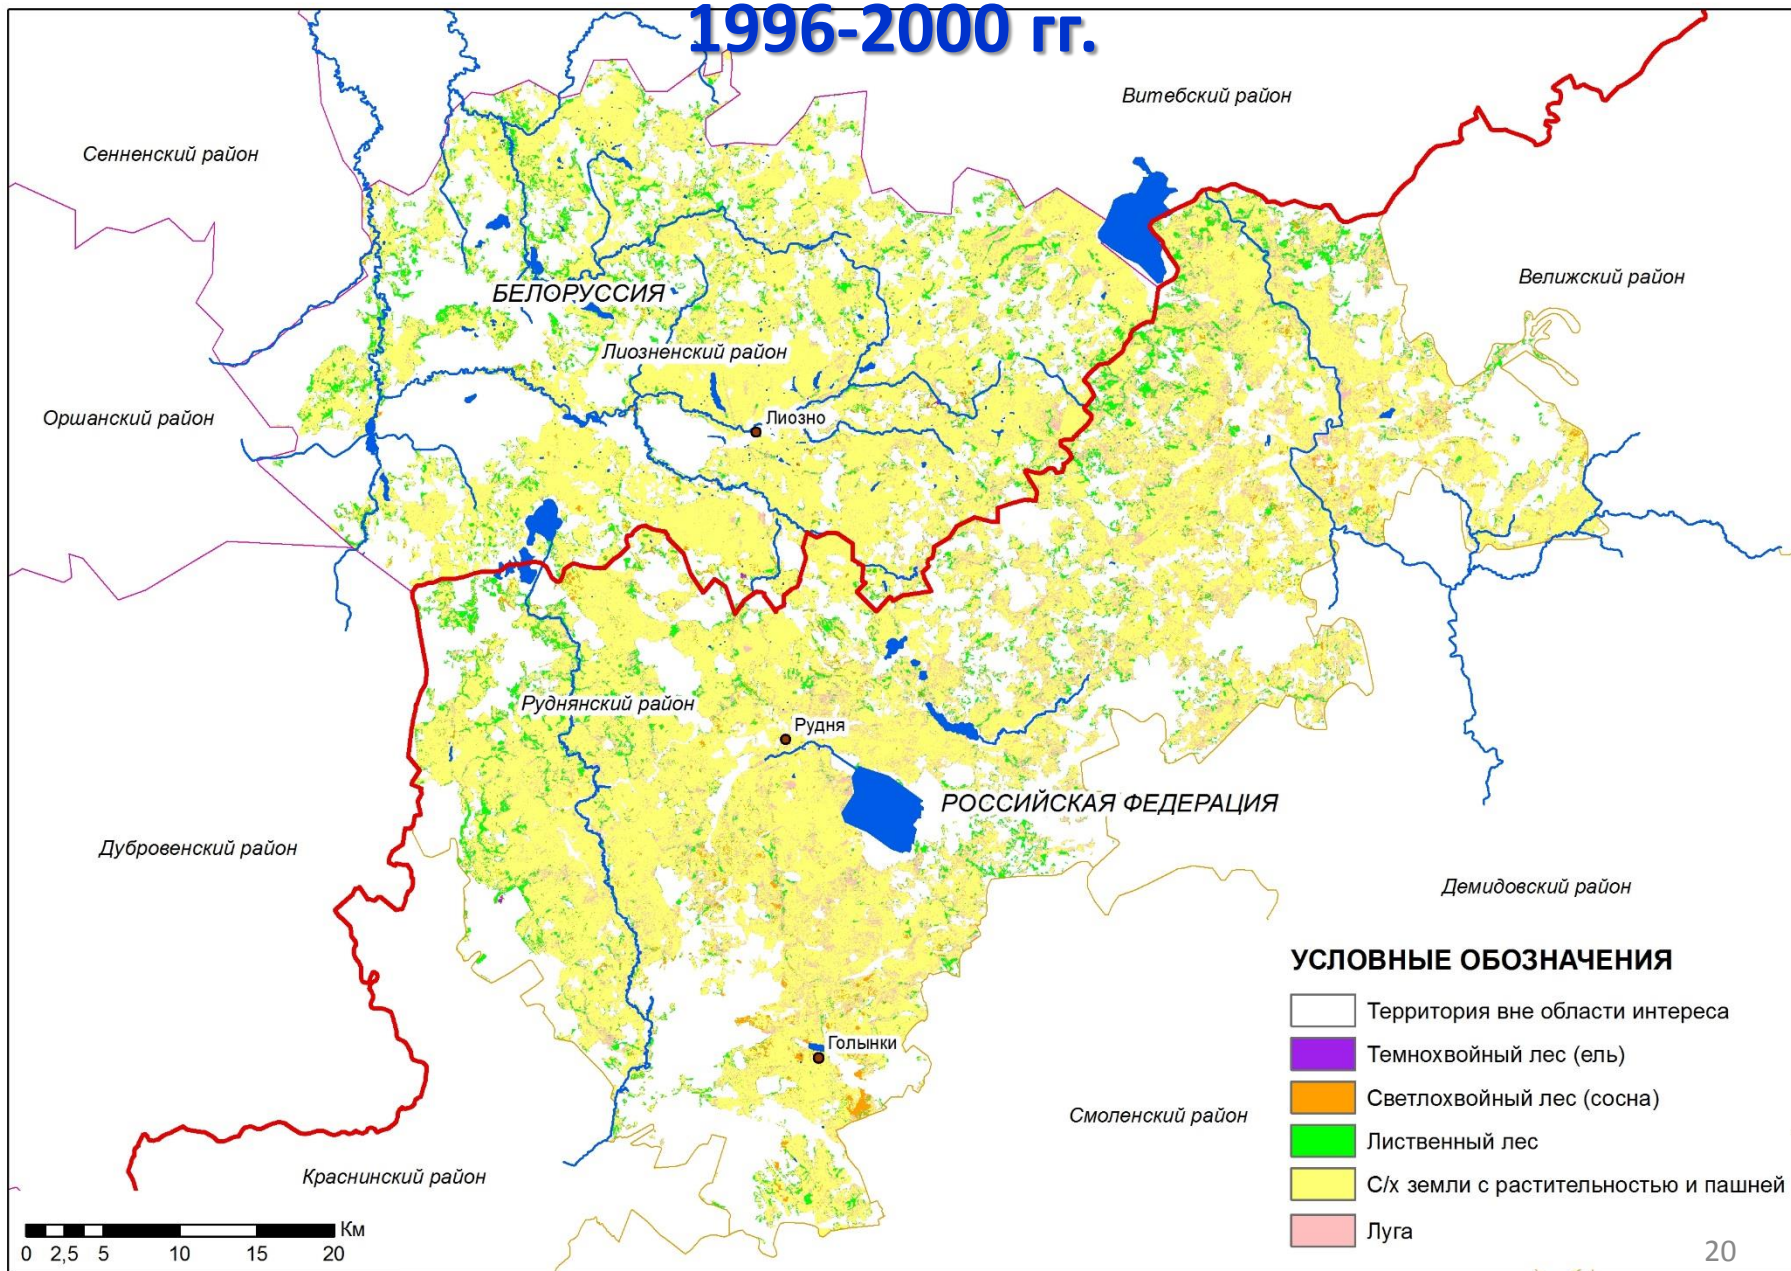 1996-2000 гг.
Витебский район
Сенненский район
Велижский район
БЕЛОРУССИЯ
Лиозненский район
Оршанский район
Лиозно
Руднянский район
Рудня
РОССИЙСКАЯ ФЕДЕРАЦИЯ
Дубровенский район
Демидовский район
УСЛОВНЫЕ ОБОЗНАЧЕНИЯ
Территория вне области интереса
Темнохвойный лес (ель)
Светлохвойный лес (сосна)
Лиственный лес
С/х земли с растительностью и пашней
Луга
Голынки
Смоленский район
Краснинский район
Км
0 2,5 5 10 15 20
20